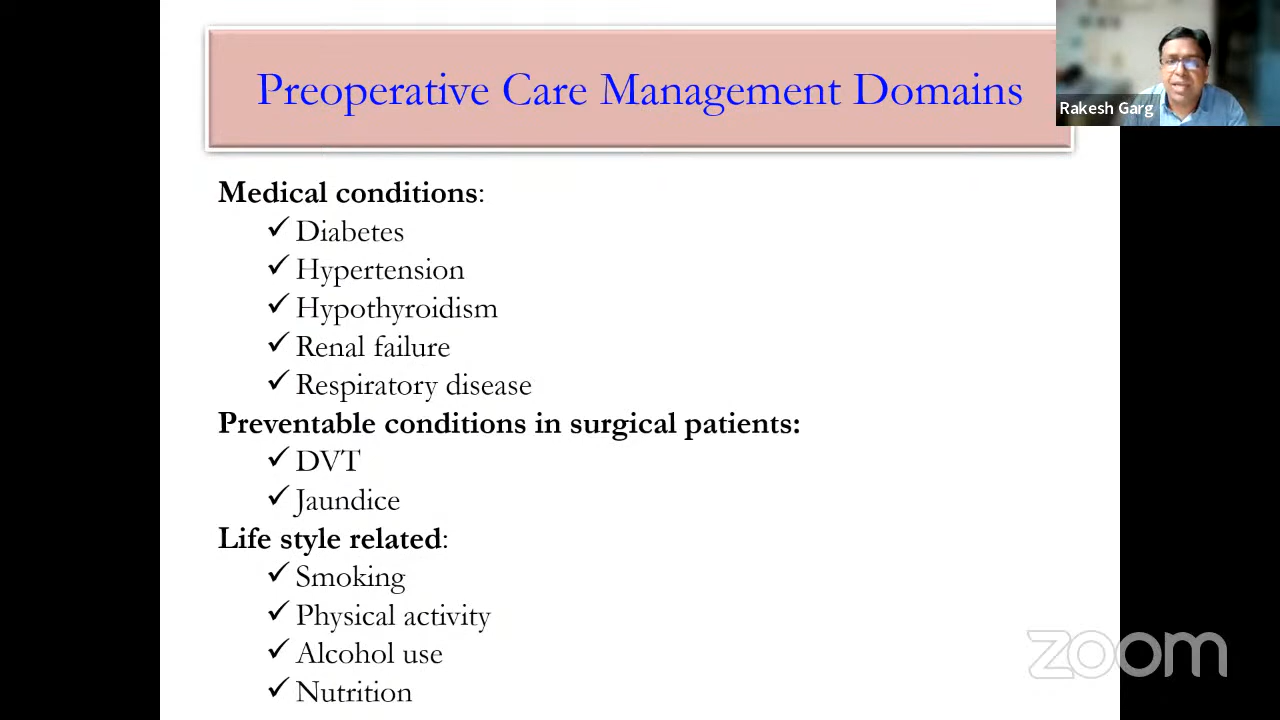 Preoperative Care Management Domains
Rakesh Garg
Medical conditions:
✓ Diabetes
✓ Hypertension
✓ Hypothyroidism
✓ Renal failure
✓ Respiratory disease
Preventable conditions in surgical patients:
✓ DVT
✓ Jaundice
Life style related:
✓ Smoking
✓ Physical activity
✓ Alcohol use
✓ Nutrition
zoom